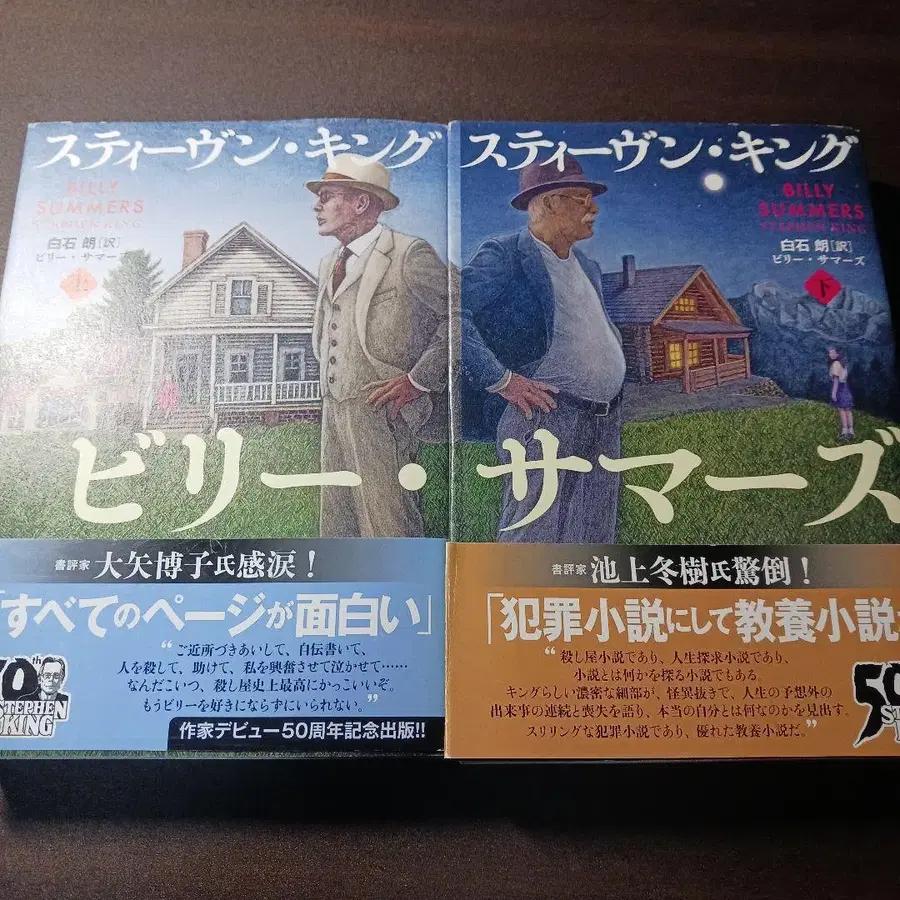 スティーヴン・キング
BILLY
SUMMERS
STEPHEN KING
白石 朗[訳]
ビリー・サマーズ
上
スティーヴン・キング
BILLY
SUMMERS
STEPHEN KING
白石 朗[訳]
ビリー・サマーズ
下
ビリー・サマーズ
書評家 大矢博子氏感涙!
「すべてのページが面白い」
“ご近所づきあいして、自伝書いて、
人を殺して、助けて、私を興奮させて泣かせて……
なんだこいつ、殺し屋史上最高にかっこいいぞ。
もうビリーを好きにならずにいられない。”
作家デビュー50周年記念出版!!
0th
STEPHEN
KING
書評家 池上冬樹氏驚倒!
「犯罪小説にして教養小説
“殺し屋小説であり、人生探求小説であり、
小説とは何かを探る小説でもある。
キングらしい濃密な細部が、怪異抜きで、人生の予想外の
出来事の連続と喪失を語り、本当の自分とは何なのかを見出す。
スリリングな犯罪小説であり、優れた教養小説だ。”
50
ST